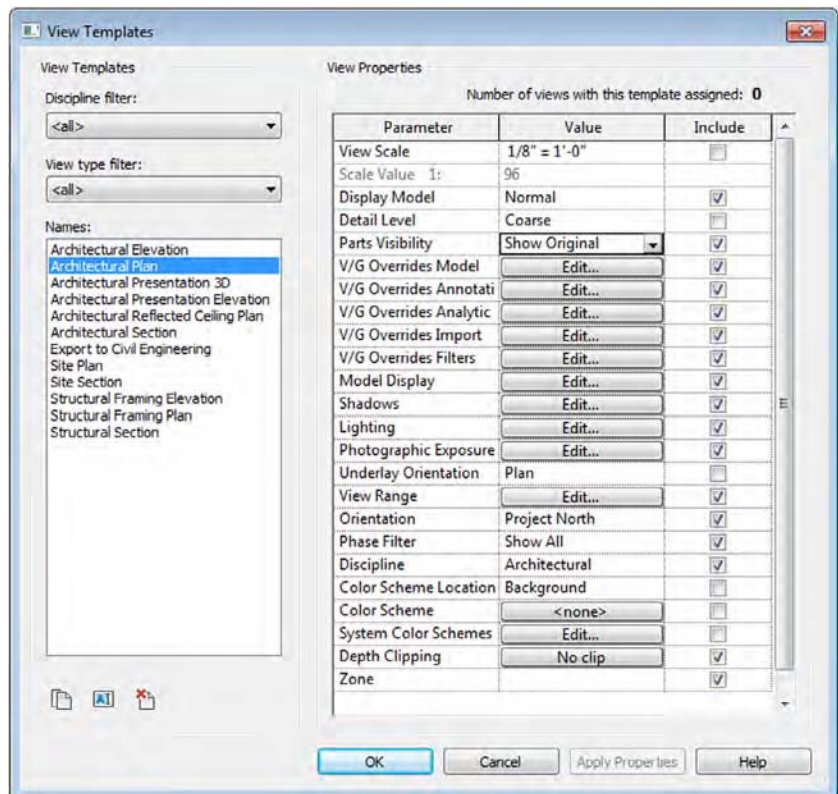 View Templates
View Templates
Discipline filter:
<all>
View type filter:
<all>
Names:
Architectural Elevation
Architectural Plan
Architectural Presentation 3D
Architectural Presentation Elevation
Architectural Reflected Ceiling Plan
Architectural Section
Export to Civil Engineering
Site Plan
Site Section
Structural Framing Elevation
Structural Framing Plan
Structural Section
View Properties
Number of views with this template assigned: 0
Parameter Value Include
View Scale 1/8" = 1'-0"
Scale Value 1: 96
Display Model Normal
Detail Level Coarse
Parts Visibility Show Original
V/G Overrides Model Edit...
V/G Overrides Annotati Edit...
V/G Overrides Analytic Edit...
V/G Overrides Import Edit...
V/G Overrides Filters Edit...
Model Display Edit...
Shadows Edit...
Lighting Edit...
Photographic Exposure Edit...
Underlay Orientation Plan
View Range Edit...
Orientation Project North
Phase Filter Show All
Discipline Architectural
Color Scheme Location Background
Color Scheme <none>
System Color Schemes Edit...
Depth Clipping No clip
Zone
OK Cancel Apply Properties Help